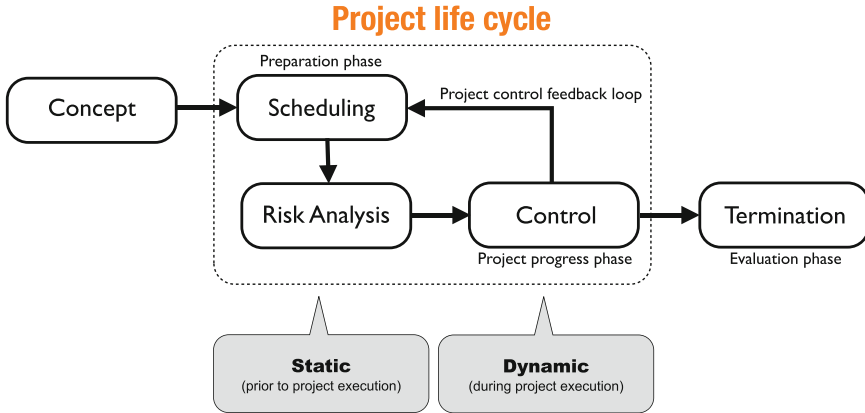 Project life cycle
Preparation phase
Concept
Scheduling
Project control feedback loop
Risk Analysis
Control
Termination
Project progress phase
Evaluation phase
Static
(prior to project execution)
Dynamic
(during project execution)